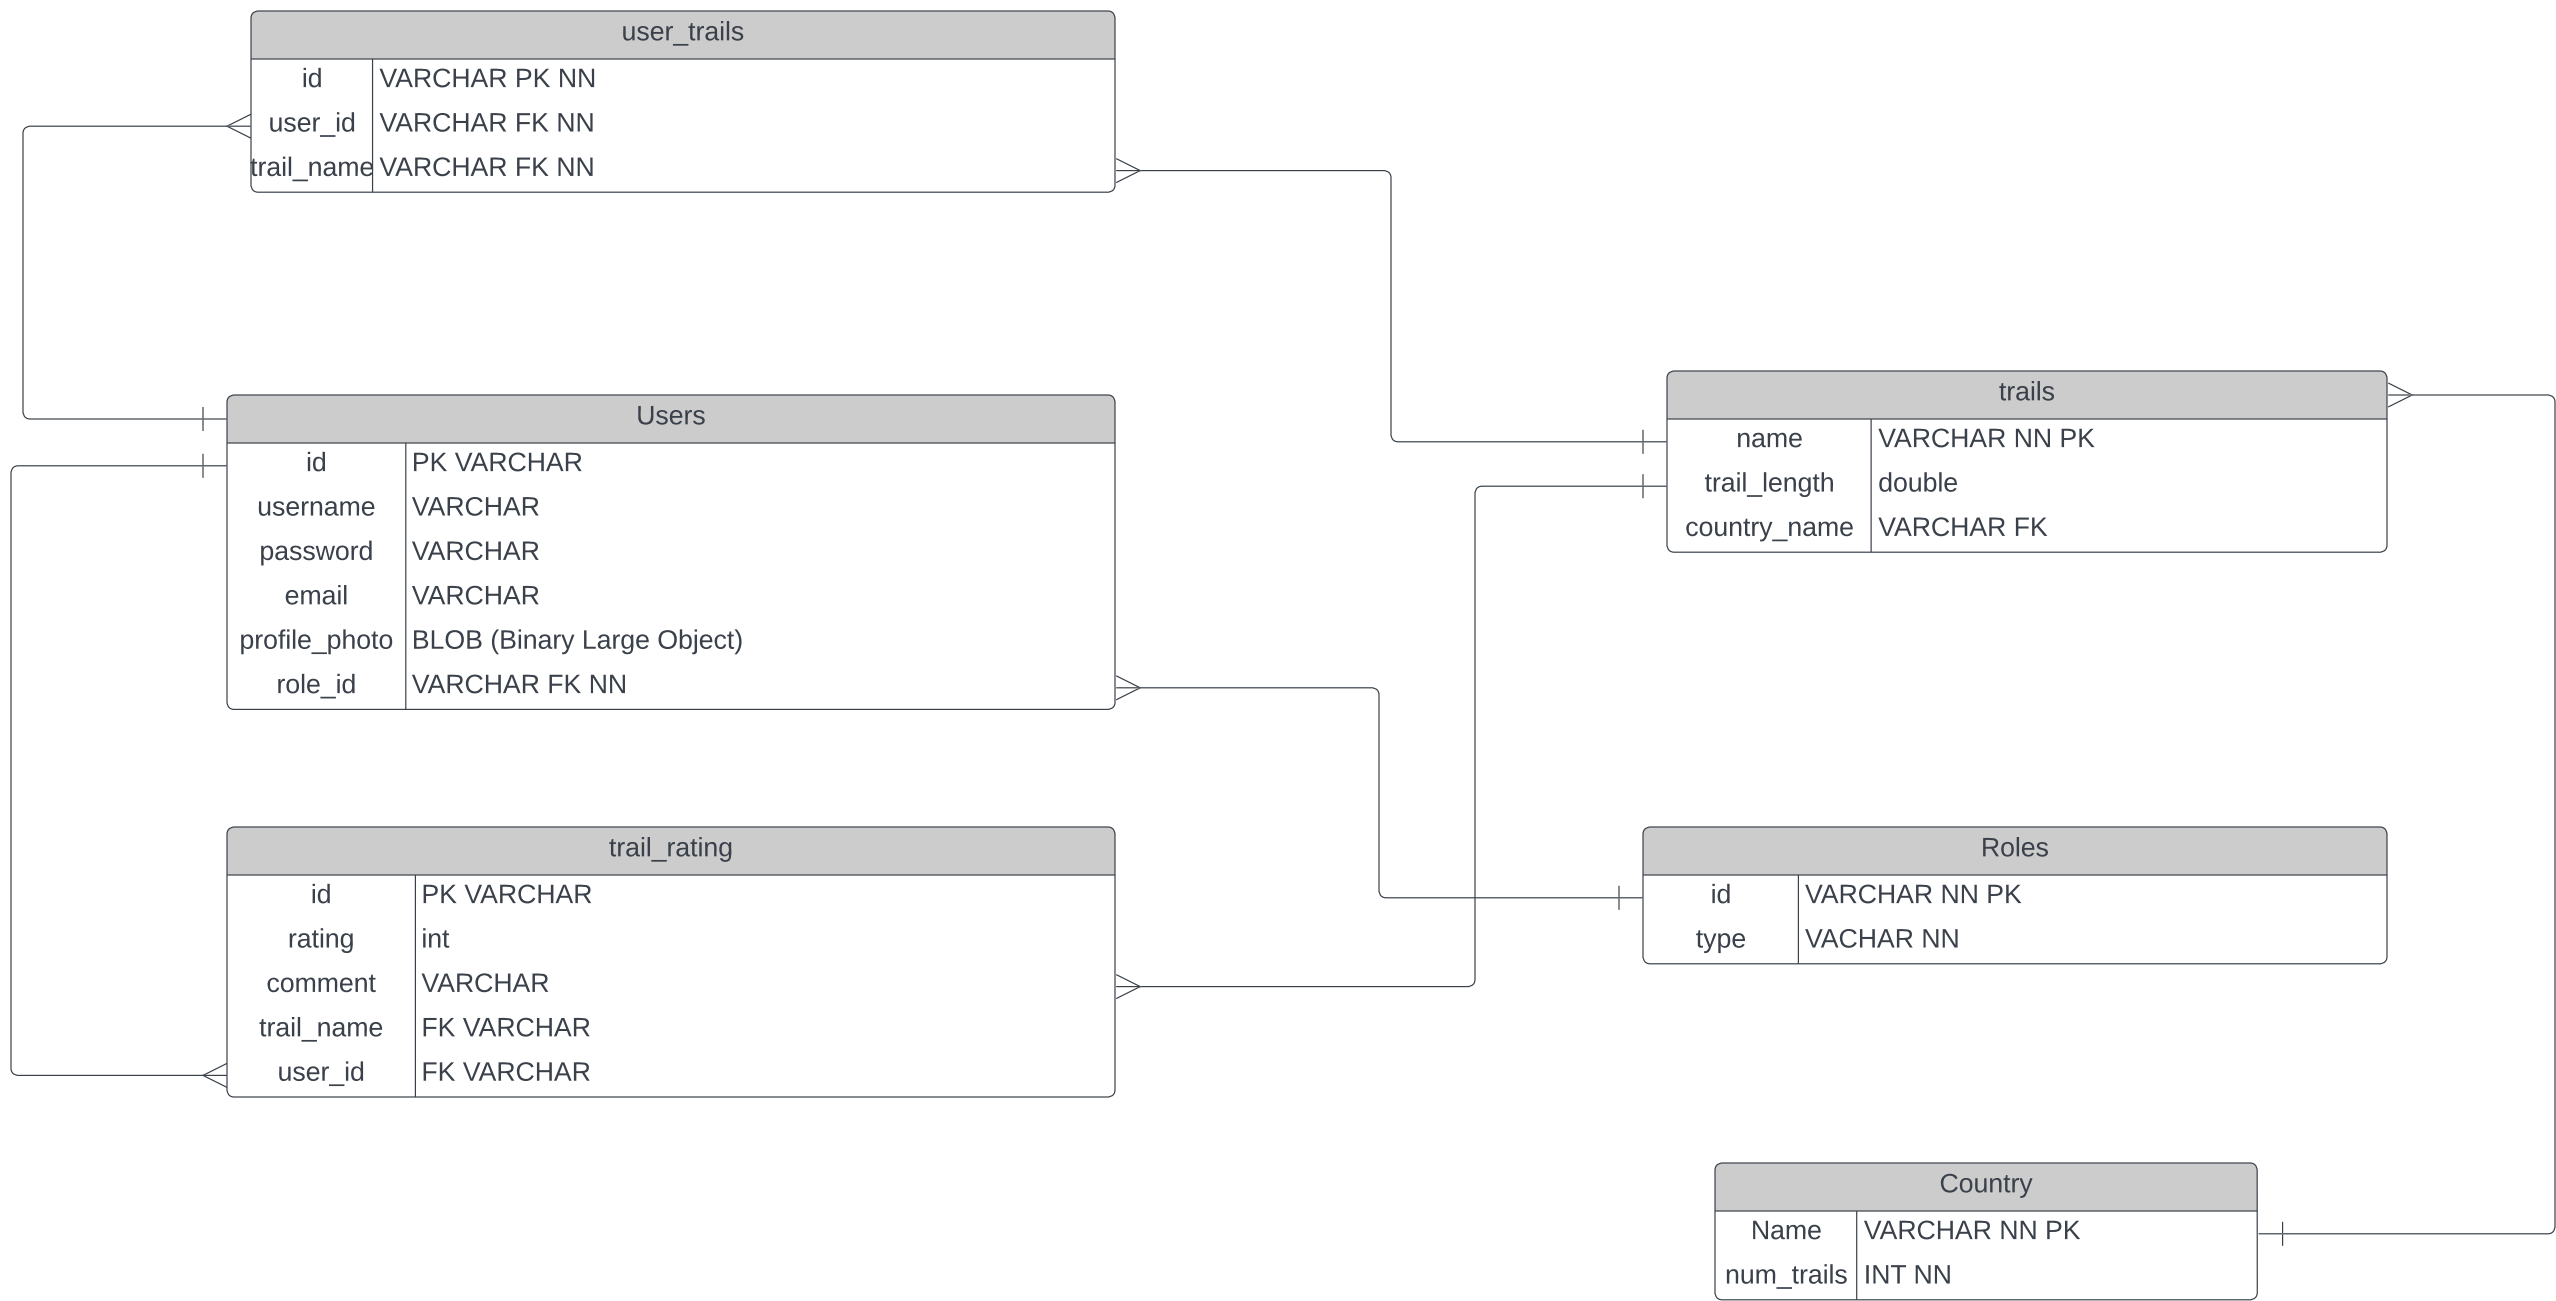 user_trails
id VARCHAR PK NN
user_id VARCHAR FK NN
trail_name VARCHAR FK NN
Users
id PK VARCHAR
username VARCHAR
password VARCHAR
email VARCHAR
profile_photo BLOB (Binary Large Object)
role_id VARCHAR FK NN
trail_rating
id PK VARCHAR
rating int
comment VARCHAR
trail_name FK VARCHAR
user_id FK VARCHAR
trails
name VARCHAR NN PK
trail_length double
country_name VARCHAR FK
Roles
id VARCHAR NN PK
type VACHAR NN
Country
Name VARCHAR NN PK
num_trails INT NN